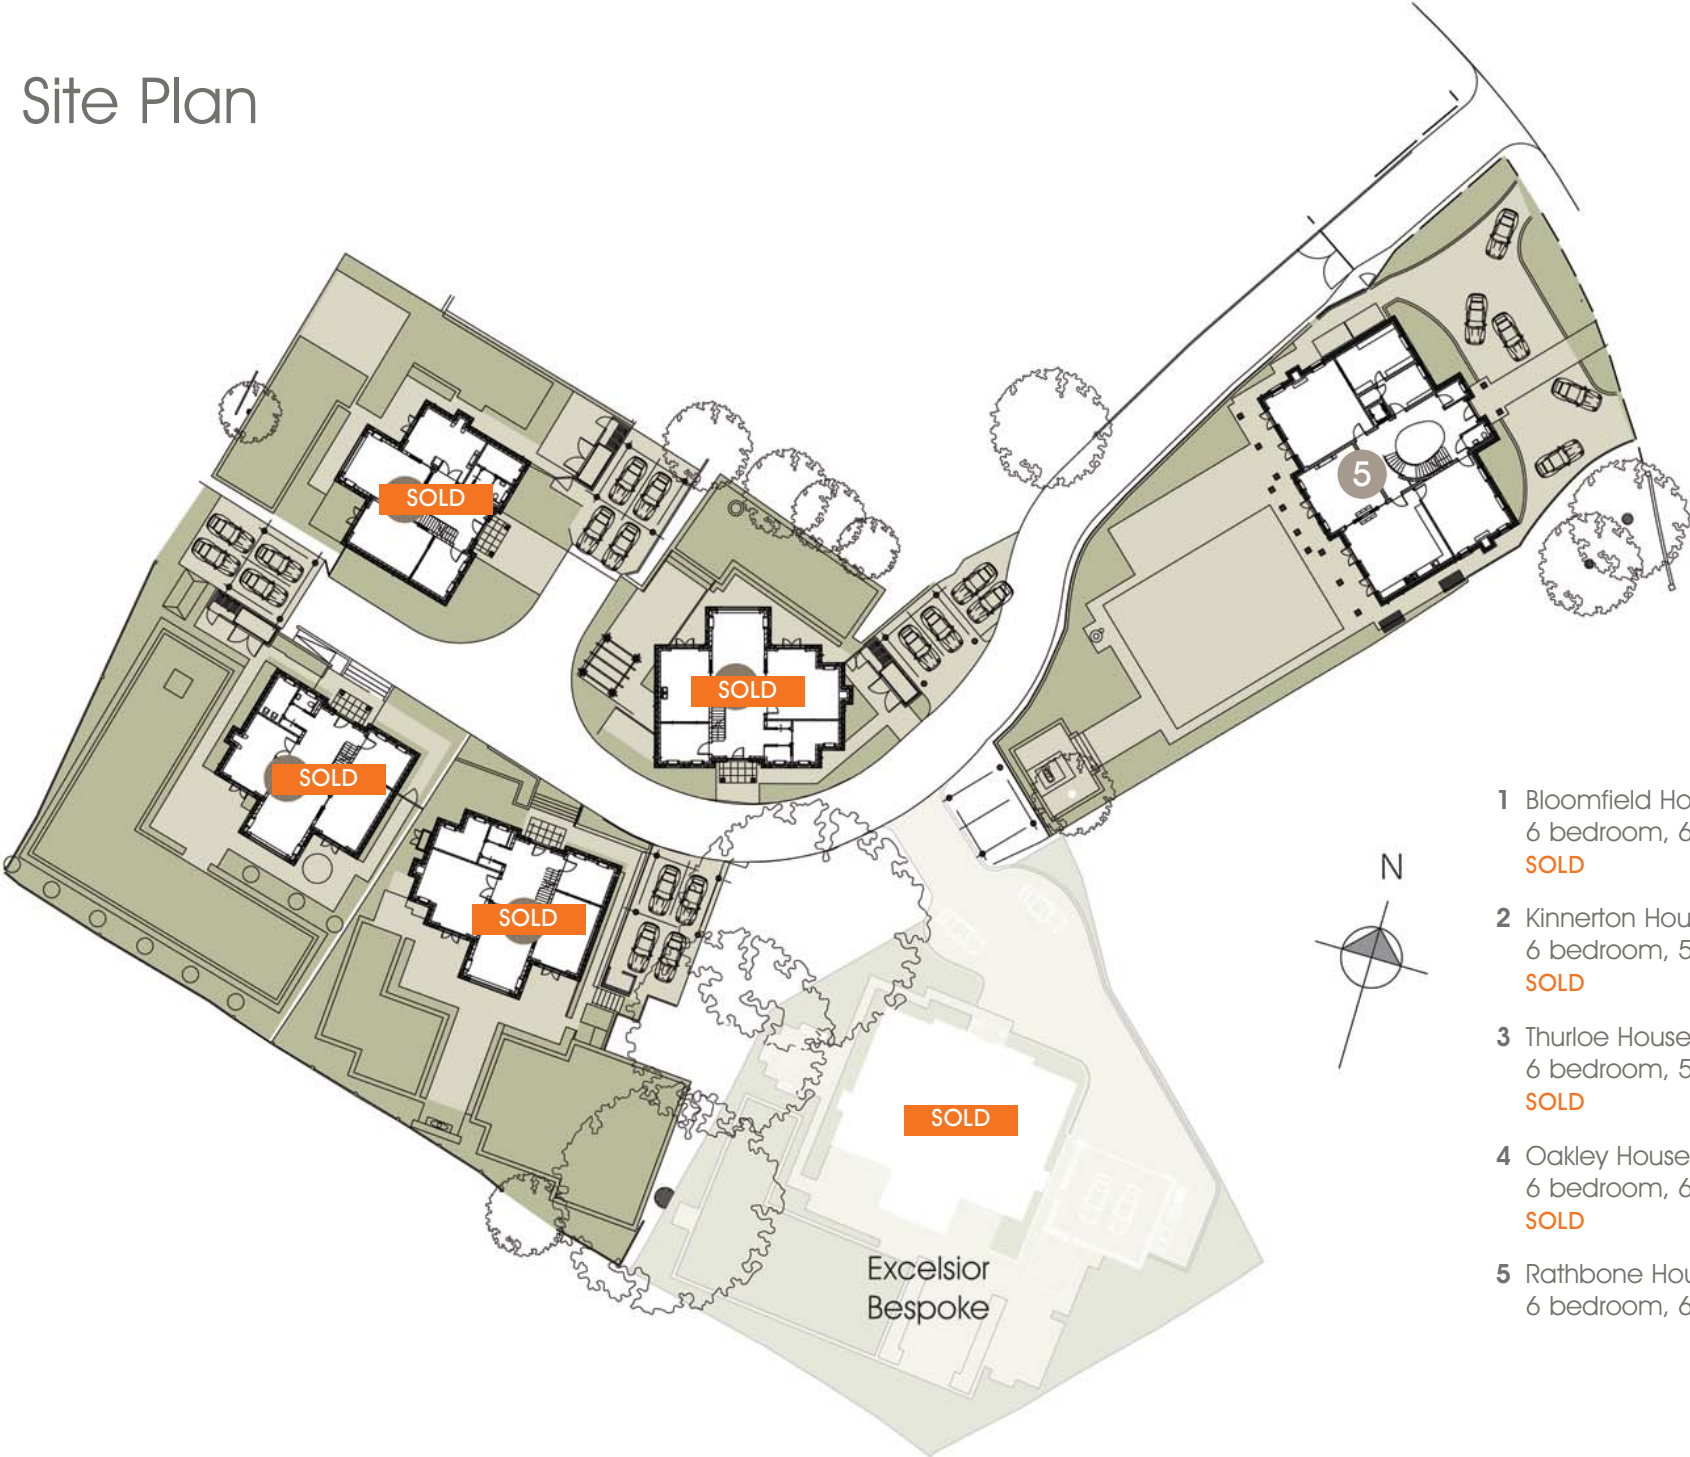 Site Plan
SOLD
5
SOLD
SOLD
SOLD
SOLD
Excelsior
Bespoke
N
1 Bloomfield Ho
6 bedroom, 6
SOLD
2 Kinnerton Hou
6 bedroom, 5
SOLD
3 Thurloe House
6 bedroom, 5
SOLD
4 Oakley House
6 bedroom, 6
SOLD
5 Rathbone Hou
6 bedroom, 6